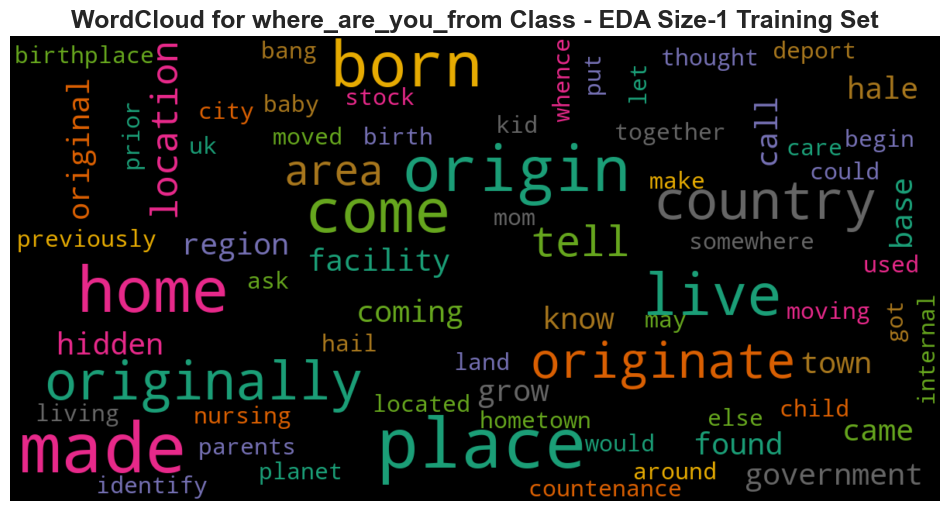 WordCloud for where_are_you_from Class - EDA Size-1 Training Set
birthplace
bang
born
thought
deport
location
original
prior
city
baby
stock
whence
put
let
hale
uk
moved
birth
kid
together
call
care
begin
area
origin
make
could
country
base
come
mom
previously
region
tell
somewhere
facility
used
home
ask
live
coming
know
may
moving
got
internal
hidden
hail
originally
land
originate
town
grow
living
nursing
located
hometown
else
child
made
parents
place
would
found
came
identify
planet
around
countenance
government